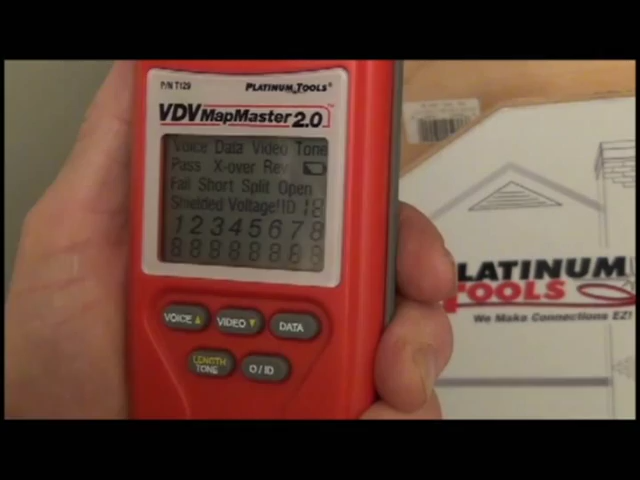 P/N T129 PLATINUM TOOLS®
VDV MapMaster 2.0™
Voice Data Video Tone
Pass X-over Rev
Fail Short Split Open
Shielded Voltage! ID 18
1 2 3 4 5 6 7 8
8 8 8 8 8 8 8 8
VOICE ▲ VIDEO ▼ DATA
LENGTH
TONE
O / ID
LATINUM
TOOLS
We Make Connections EZ!